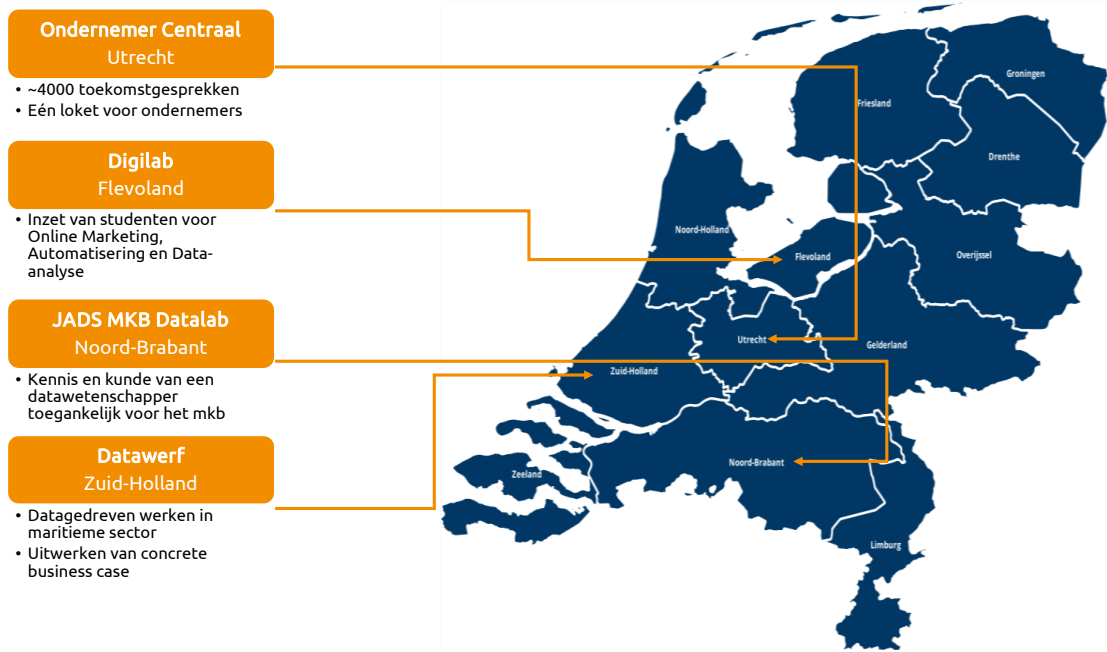 Ondernemer Centraal
Utrecht
• ~4000 toekomstgesprekken
• Eén loket voor ondernemers
Digilab
Flevoland
• Inzet van studenten voor
Online Marketing,
Automatisering en Data-
analyse
JADS MKB Datalab
Noord-Brabant
• Kennis en kunde van een
datawetenschapper
toegankelijk voor het mkb
Datawerf
Zuid-Holland
• Datagedreven werken in
maritieme sector
• Uitwerken van concrete
business case
Groningen
Friesland
Drenthe
Noord-Holland
Flevoland
Overijssel
Utrecht
Gelderland
Zuid-Holland
Noord-Brabant
Zeeland
Limburg